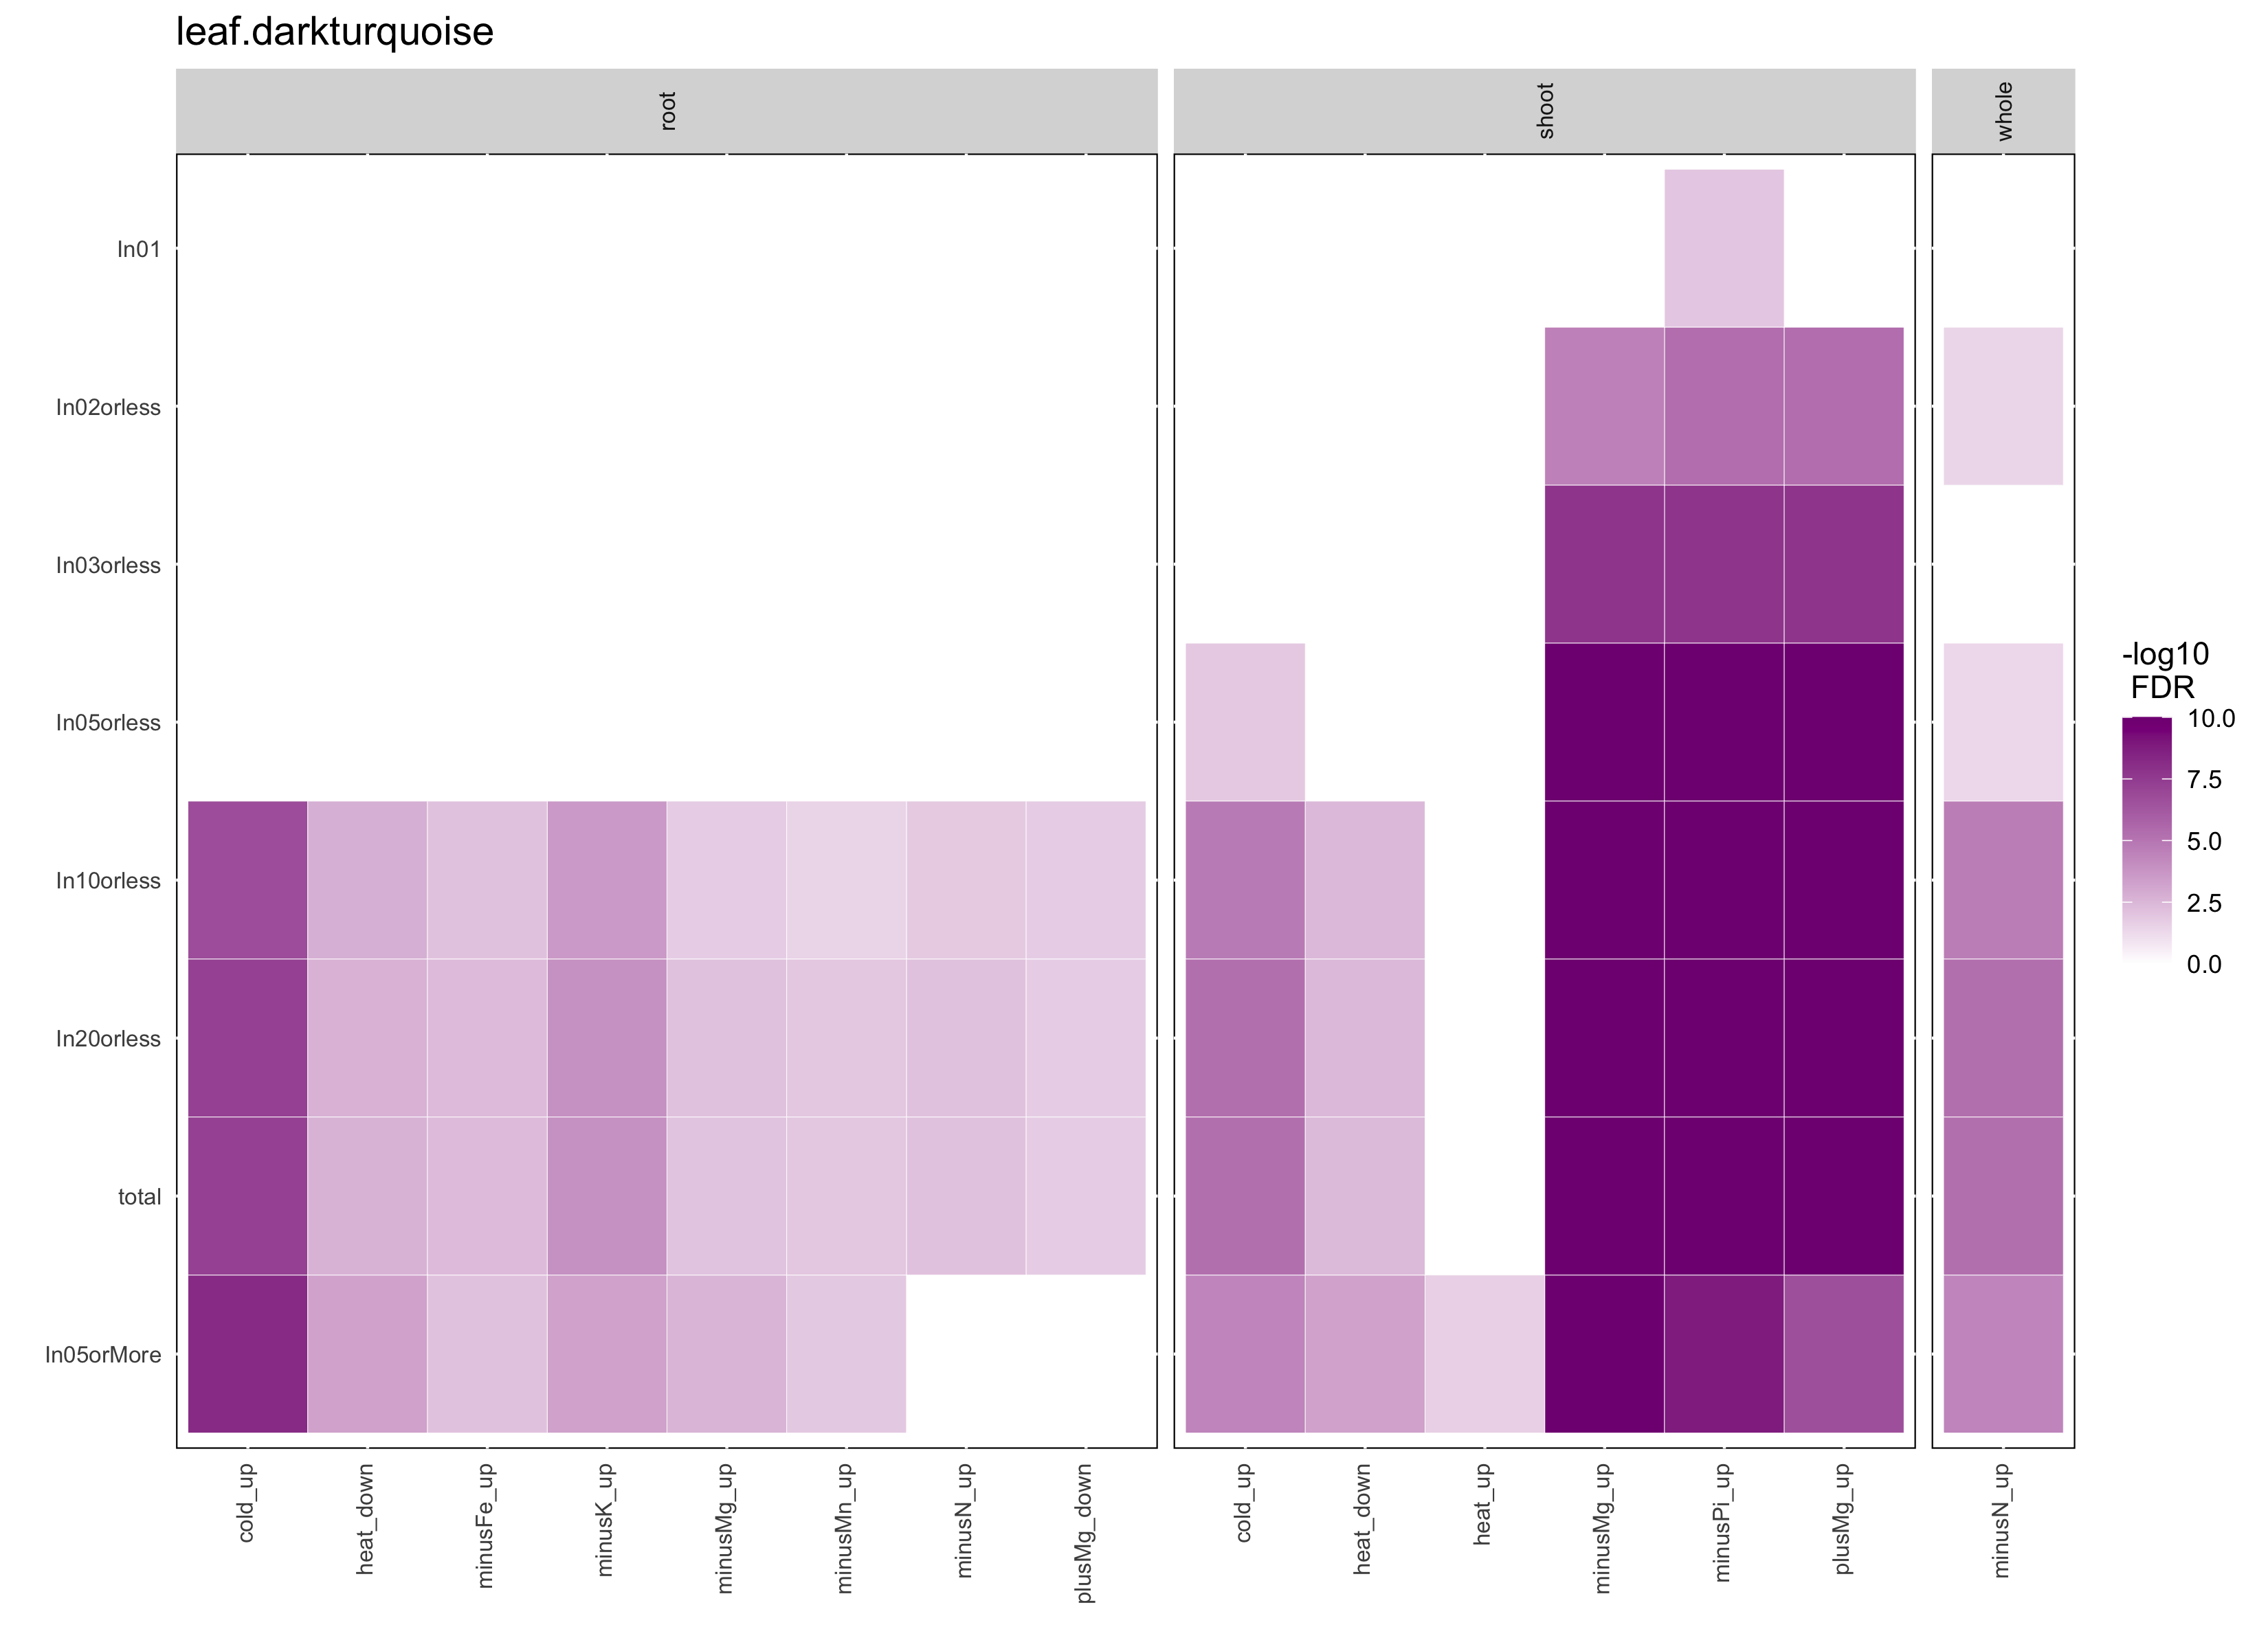 leaf.darkturquoise
root
shoot
whole
In01
In02orless
In03orless
In05orless
In10orless
In20orless
total
In05orMore
cold_up
heat_down
minusFe_up
minusK_up
minusMg_up
minusMn_up
minusN_up
plusMg_down
cold_up
heat_down
heat_up
minusMg_up
minusPi_up
plusMg_up
minusN_up
-log10
FDR
10.0
7.5
5.0
2.5
0.0